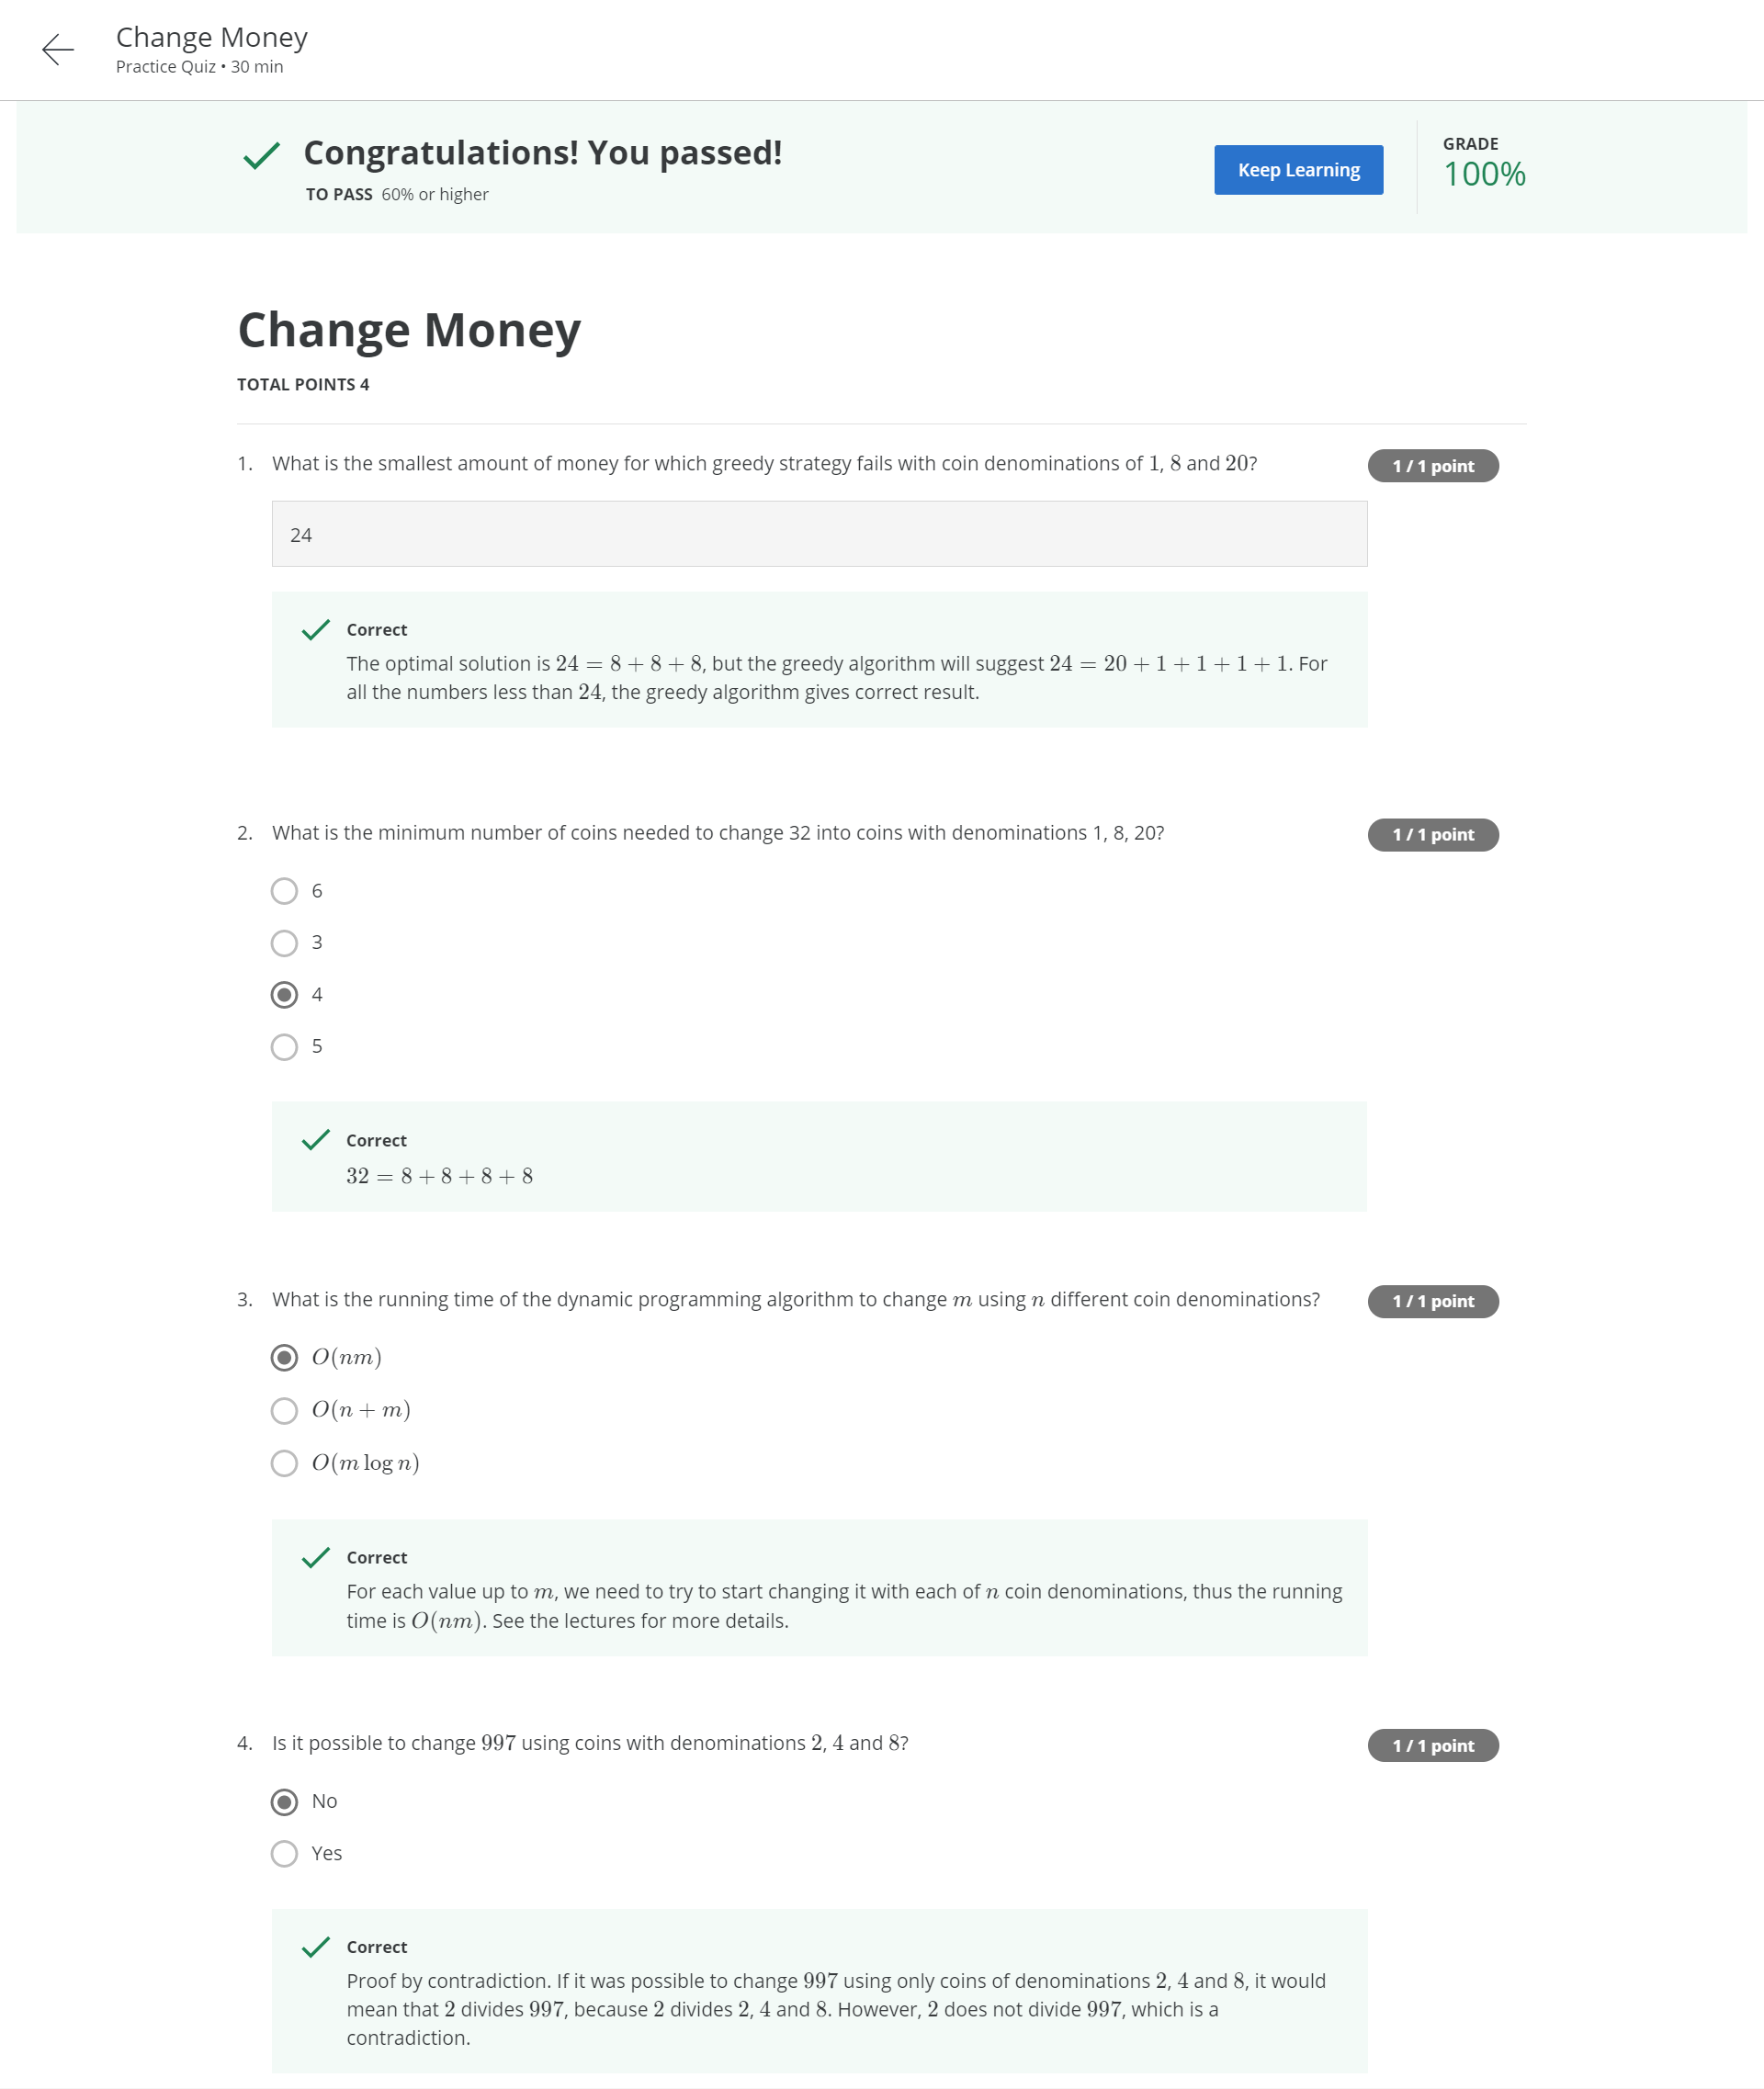 Change Money
Practice Quiz • 30 min
Congratulations! You passed!
TO PASS 60% or higher
Keep Learning
GRADE
100%
Change Money
TOTAL POINTS 4
1. What is the smallest amount of money for which greedy strategy fails with coin denominations of 1, 8 and 20?
1 / 1 point
24
Correct
The optimal solution is 24 = 8 + 8 + 8, but the greedy algorithm will suggest 24 = 20 + 1 + 1 + 1 + 1. For
all the numbers less than 24, the greedy algorithm gives correct result.
2. What is the minimum number of coins needed to change 32 into coins with denominations 1, 8, 20?
1 / 1 point
6
3
4
5
Correct
32 = 8 + 8 + 8 + 8
3. What is the running time of the dynamic programming algorithm to change m using n different coin denominations?
1 / 1 point
O(nm)
O(n + m)
O(m log n)
Correct
For each value up to m, we need to try to start changing it with each of n coin denominations, thus the running
time is O(nm). See the lectures for more details.
4. Is it possible to change 997 using coins with denominations 2, 4 and 8?
1 / 1 point
No
Yes
Correct
Proof by contradiction. If it was possible to change 997 using only coins of denominations 2, 4 and 8, it would
mean that 2 divides 997, because 2 divides 2, 4 and 8. However, 2 does not divide 997, which is a
contradiction.